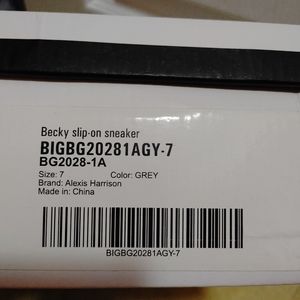 Becky slip-on sneaker
BIGBG20281AGY-7
BG2028-1A
Size: 7 Color: GREY
Brand: Alexis Harrison
Made in: China
BIGBG20281AGY-7